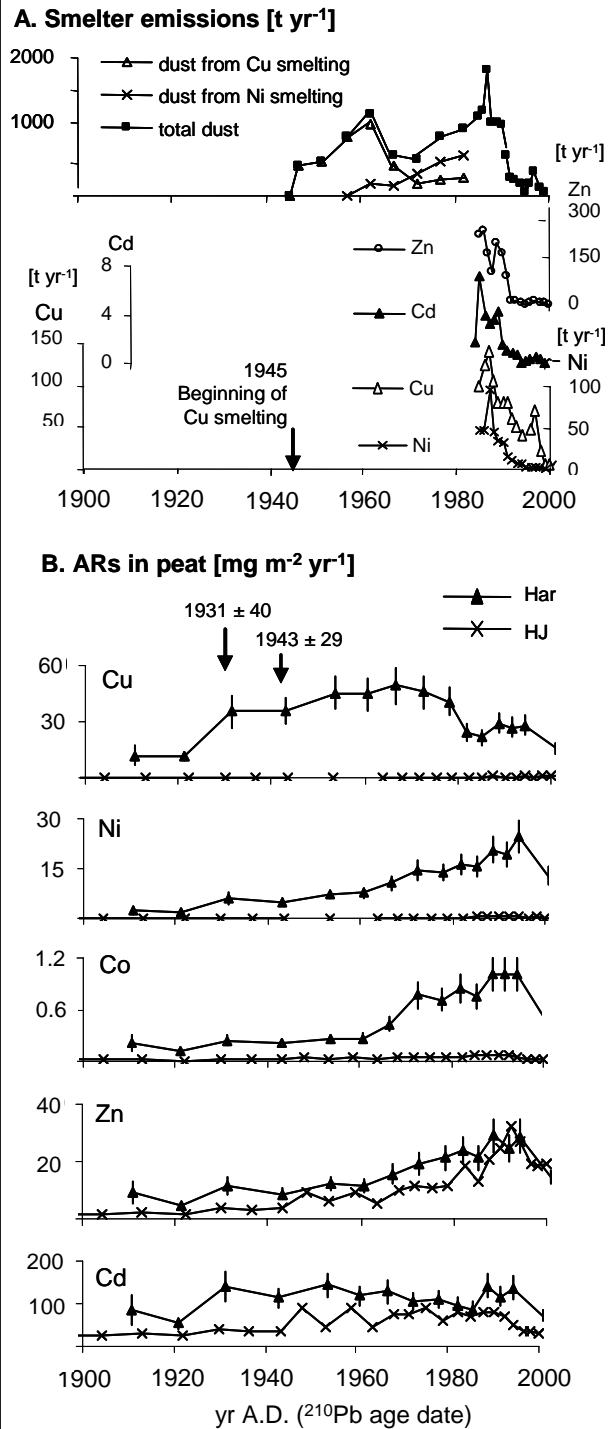 A. Smelter emissions [t yr⁻¹]
2000
1000
dust from Cu smelting
dust from Ni smelting
total dust
[t yr⁻¹]
Zn
300
150
0
Cd
8
4
0
[t yr⁻¹]
Cu
150
100
50
Zn
Cd
Cu
Ni
1945
Beginning of
Cu smelting
[t yr⁻¹]
Ni
100
50
0
1900 1920 1940 1960 1980 2000
B. ARs in peat [mg m⁻² yr⁻¹]
Har
HJ
1931 ± 40
1943 ± 29
Cu
60
30
Ni
30
15
Co
1.2
0.6
Zn
40
20
Cd
200
100
1900 1920 1940 1960 1980 2000
yr A.D. (²¹⁰Pb age date)